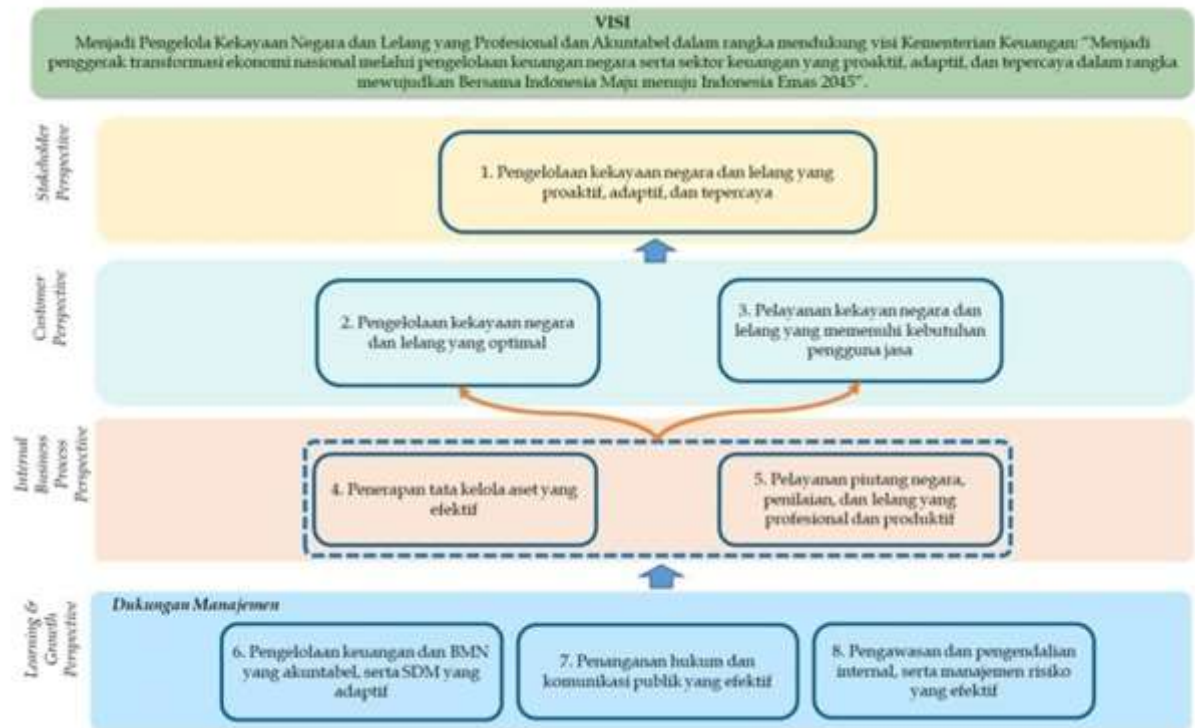 VISI
Menjadi Pengelola Kekayaan Negara dan Lelang yang Profesional dan Akuntabel dalam rangka mendukung visi Kementerian Keuangan: "Menjadi
penggerak transformasi ekonomi nasional melalui pengelolaan keuangan negara serta sektor keuangan yang proaktif, adaptif, dan tepercaya dalam rangka
mewujudkan Bersama Indonesia Maju menuju Indonesia Emas 2045".
Stakeholder
Perspective
1. Pengelolaan kekayaan negara dan lelang yang
proaktif, adaptif, dan tepercaya
Customer
Perspective
2. Pengelolaan kekayaan negara
dan lelang yang optimal
3. Pelayanan kekayan negara dan
lelang yang memenuhi kebutuhan
pengguna jasa
Internal
Business
Process
Perspective
4. Penerapan tata kelola aset yang
efektif
5. Pelayanan piutang negara,
penilaian, dan lelang yang
profesional dan produktif
Learning &
Growth
Perspective
Dukungan Manajemen
6. Pengelolaan keuangan dan BMN
yang akuntabel, serta SDM yang
adaptif
7. Penanganan hukum dan
komunikasi publik yang efektif
8. Pengawasan dan pengendalian
internal, serta manajemen risiko
yang efektif